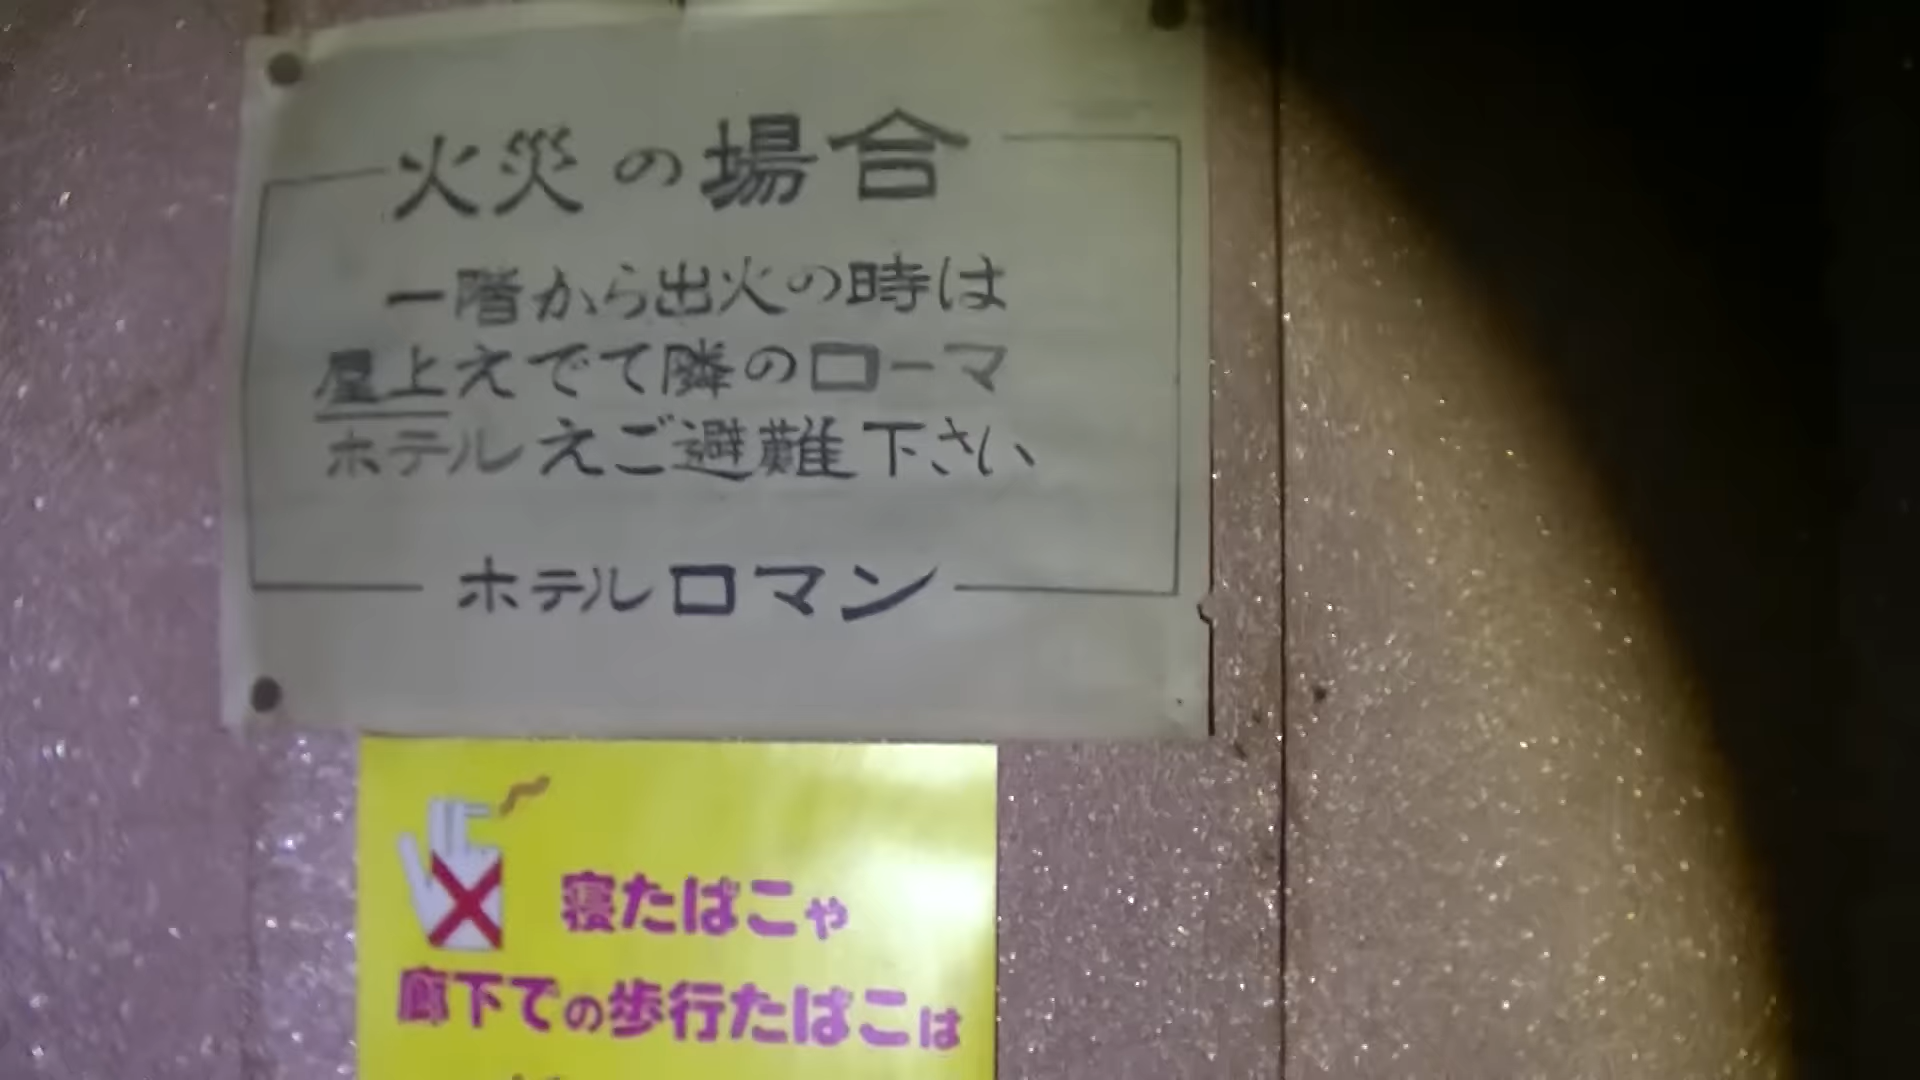 火災の場合
一階から出火の時は
屋上えでて隣のローマ
ホテルえご避難下さい
ホテルロマン
寝たばこや
廊下での歩行たばこは